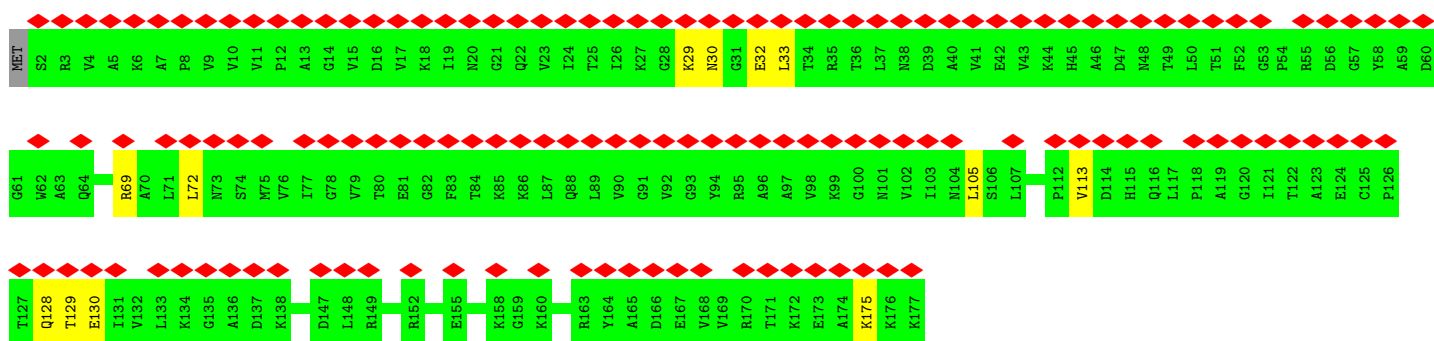 MET S2 R3 V4 A5 K6 A7 P8 V9 V10 V11 P12 A13 G14 V15 D16 V17 K18 I19 N20 G21 Q22 V23 I24 T25 I26 K27 G28 K29 N30 G31 E32 L33 T34 R35 T36 L37 N38 D39 A40 V41 E42 V43 K44 H45 A46 D47 N48 T49 L50 T51 F52 G53 P54 R55 D56 G57 Y58 A59 D60
G61 W62 A63 Q64 R69 A70 L71 L72 N73 S74 M75 V76 I77 G78 V79 T80 E81 G82 F83 T84 K85 K86 L87 Q88 L89 V90 G91 V92 G93 Y94 R95 A96 A97 V98 K99 G100 N101 V102 I103 N104 L105 S106 L107 P112 V113 D114 H115 Q116 L117 P118 A119 G120 I121 T122 A123 E124 C125 P126
T127 Q128 T129 E130 I131 V132 L133 K134 G135 A136 D137 K138 D147 L148 R149 R152 E155 K158 G159 K160 R163 Y164 A165 D166 E167 V168 V169 R170 T171 K172 E173 A174 K175 K176 K177